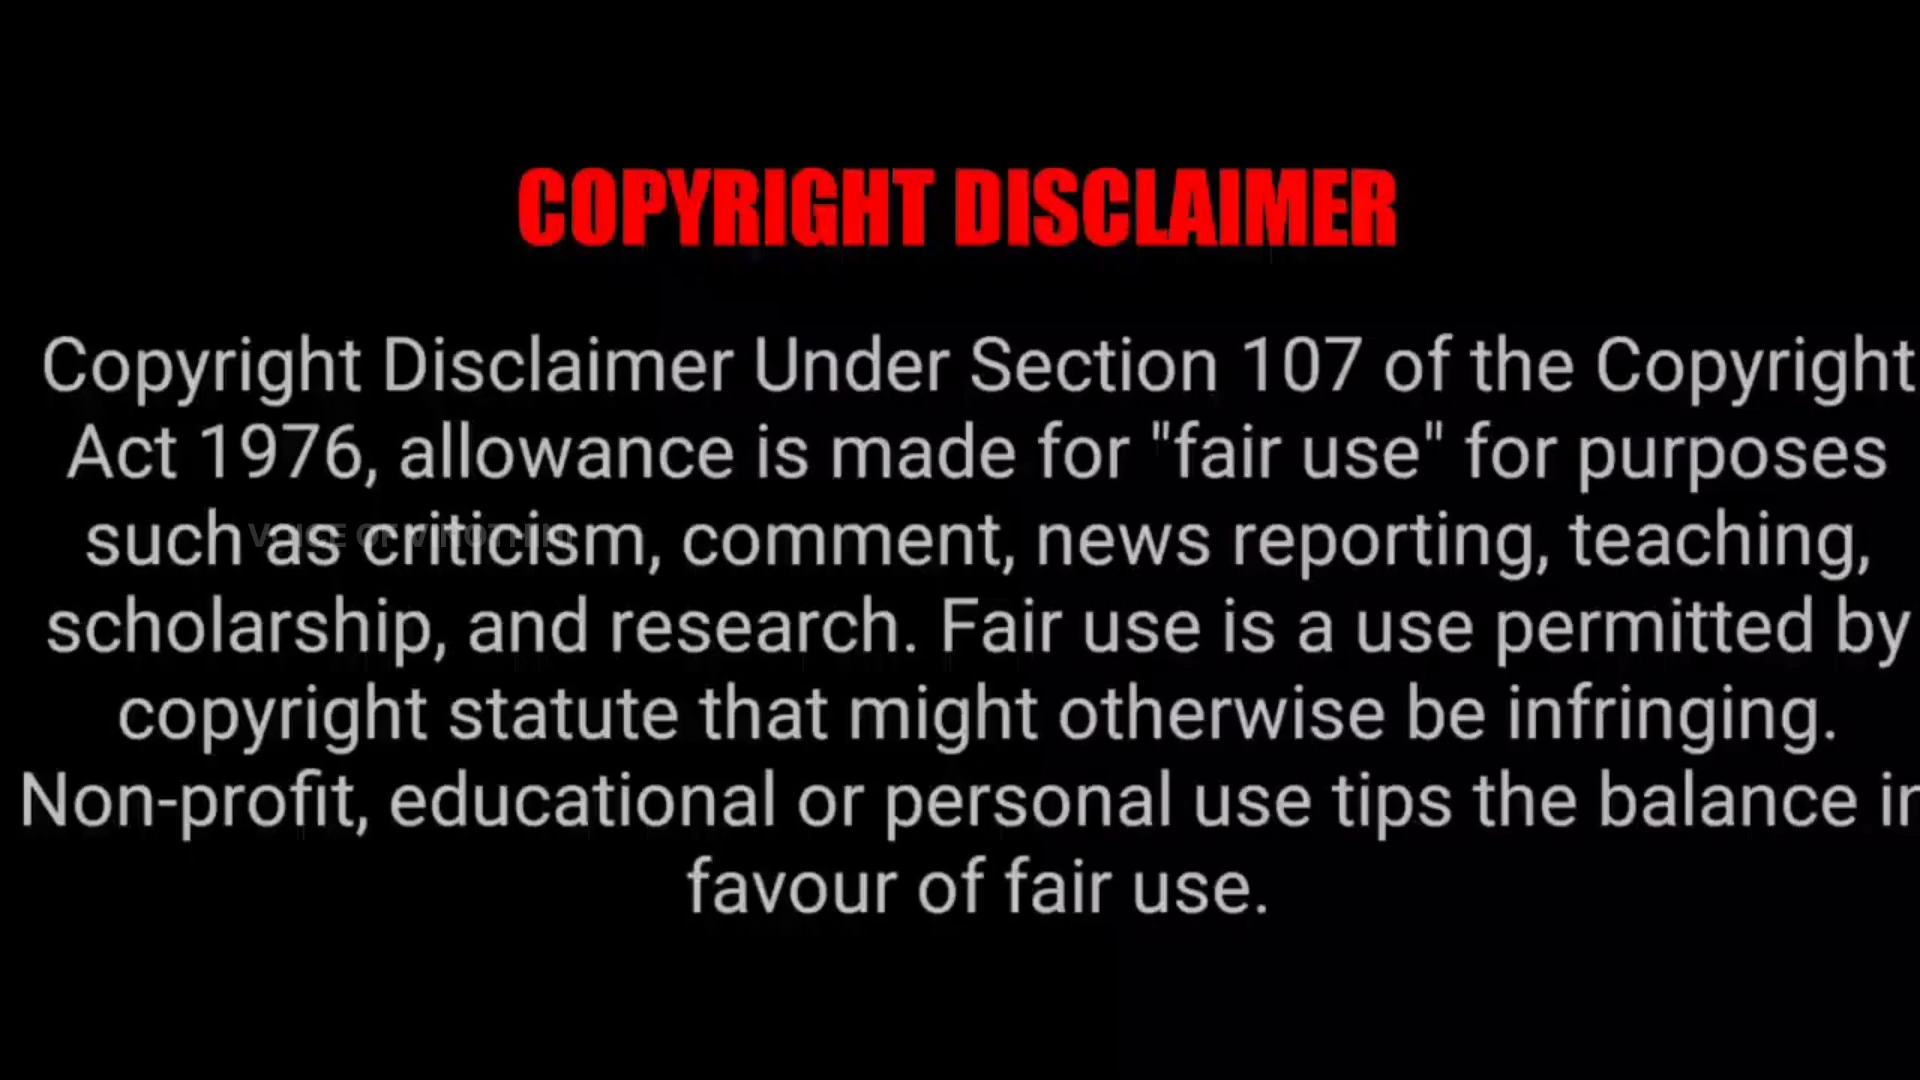 COPYRIGHT DISCLAIMER
Copyright Disclaimer Under Section 107 of the Copyright
Act 1976, allowance is made for "fair use" for purposes
such as criticism, comment, news reporting, teaching,
scholarship, and research. Fair use is a use permitted by
copyright statute that might otherwise be infringing.
Non-profit, educational or personal use tips the balance in
favour of fair use.